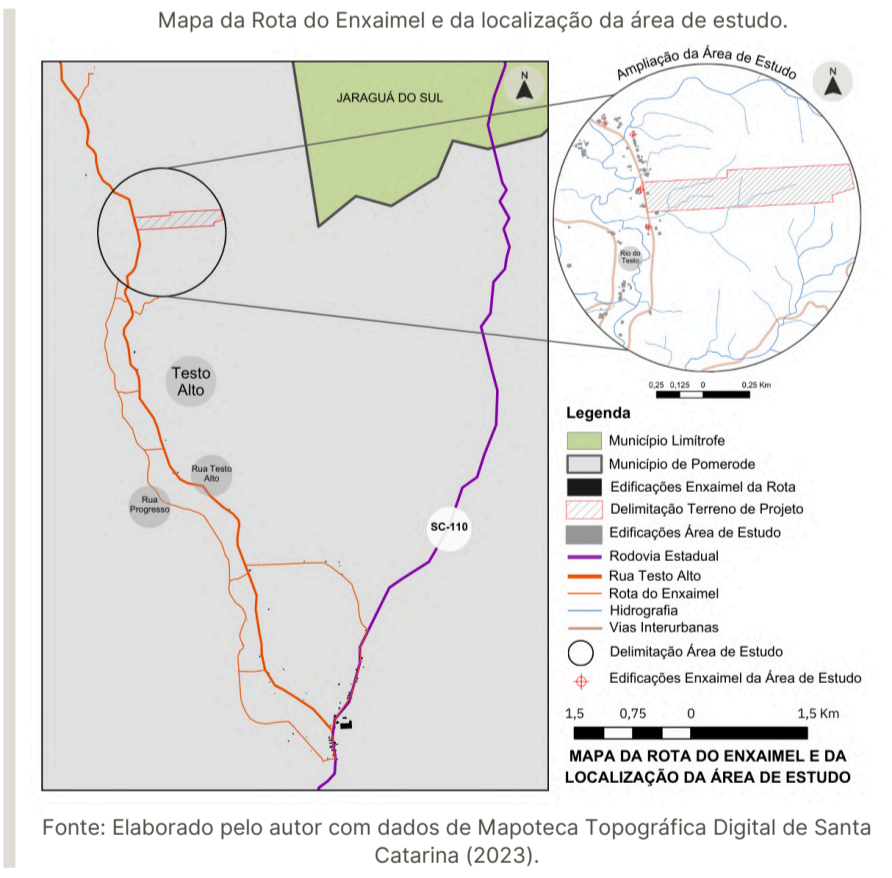 Mapa da Rota do Enxaimel e da localização da área de estudo.
JARAGUÁ DO SUL
N
Ampliação da Área de Estudo
N
Rio do
Testo
Testo
Alto
Rua Testo
Alto
Rua
Progresso
SC-110
0,25 0,125 0 0,25 Km
Legenda
Município Limítrofe
Município de Pomerode
Edificações Enxaimel da Rota
Delimitação Terreno de Projeto
Edificações Área de Estudo
Rodovia Estadual
Rua Testo Alto
Rota do Enxaimel
Hidrografia
Vias Interurbanas
Delimitação Área de Estudo
Edificações Enxaimel da Área de Estudo
1,5 0,75 0 1,5 Km
MAPA DA ROTA DO ENXAIMEL E DA
LOCALIZAÇÃO DA ÁREA DE ESTUDO
Fonte: Elaborado pelo autor com dados de Mapoteca Topográfica Digital de Santa
Catarina (2023).